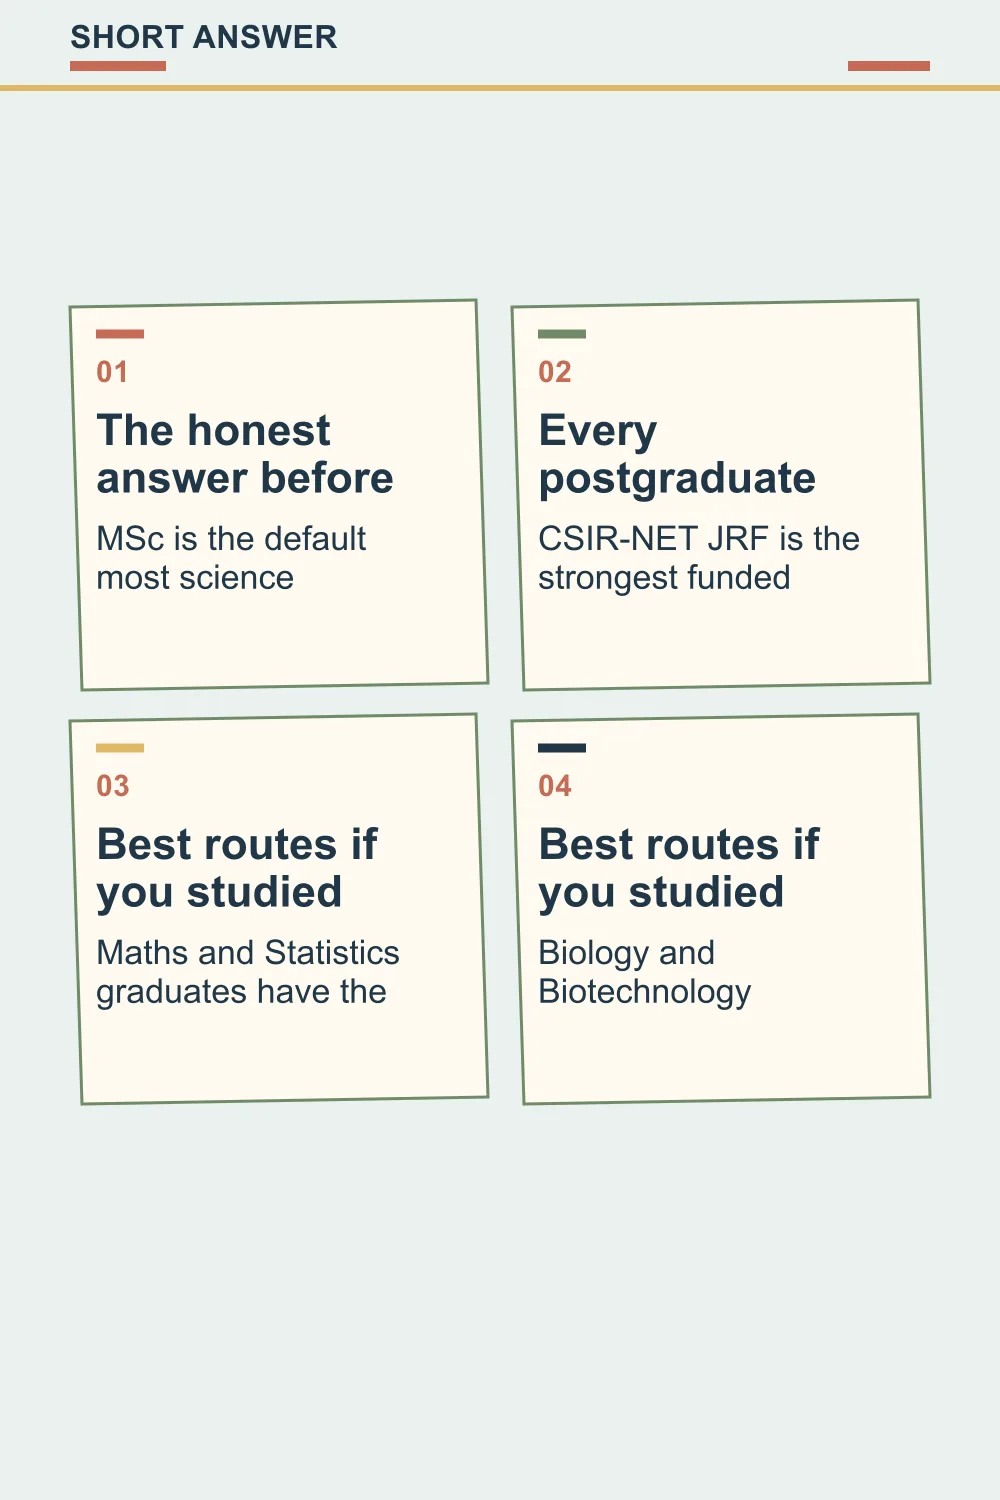 SHORT ANSWER
01
The honest
answer before
MSc is the default
most science
02
Every
postgraduate
CSIR-NET JRF is the
strongest funded
03
Best routes if
you studied
Maths and Statistics
graduates have the
04
Best routes if
you studied
Biology and
Biotechnology